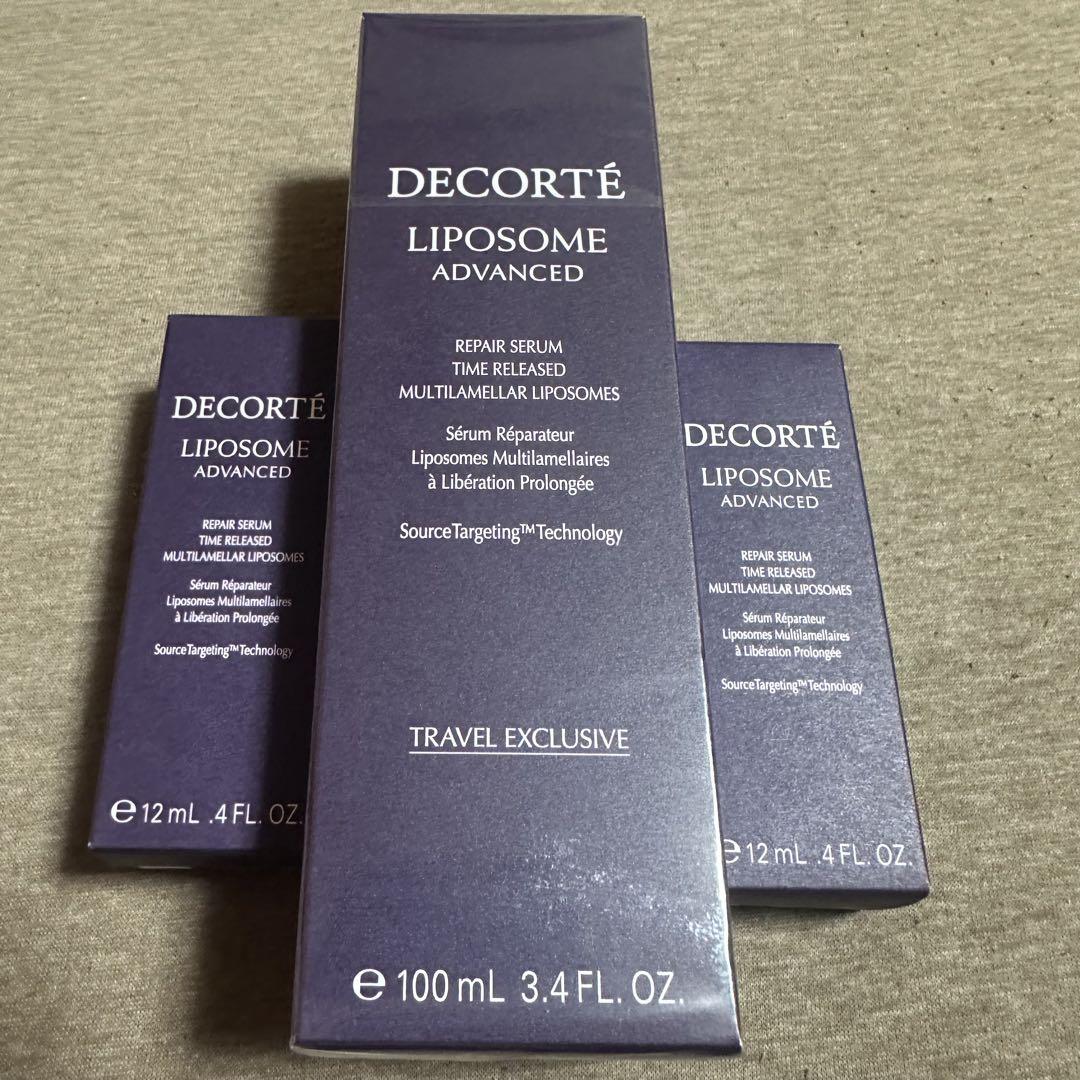 DECORTÉ
LIPOSOME
ADVANCED
REPAIR SERUM
TIME RELEASED
MULTILAMELLAR LIPOSOMES
Sérum Réparateur
Liposomes Multilamellaires
à Libération Prolongée
SourceTargeting™Technology
TRAVEL EXCLUSIVE
℮ 100 mL 3.4 FL. OZ.
DECORTÉ
LIPOSOME
ADVANCED
REPAIR SERUM
TIME RELEASED
MULTILAMELLAR LIPOSOMES
Sérum Réparateur
Liposomes Multilamellaires
à Libération Prolongée
SourceTargeting™Technology
℮ 12 mL .4 FL. OZ.
DECORTÉ
LIPOSOME
ADVANCED
REPAIR SERUM
TIME RELEASED
MULTILAMELLAR LIPOSOMES
Sérum Réparateur
Liposomes Multilamellaires
à Libération Prolongée
SourceTargeting™Technology
℮ 12 mL .4 FL. OZ.